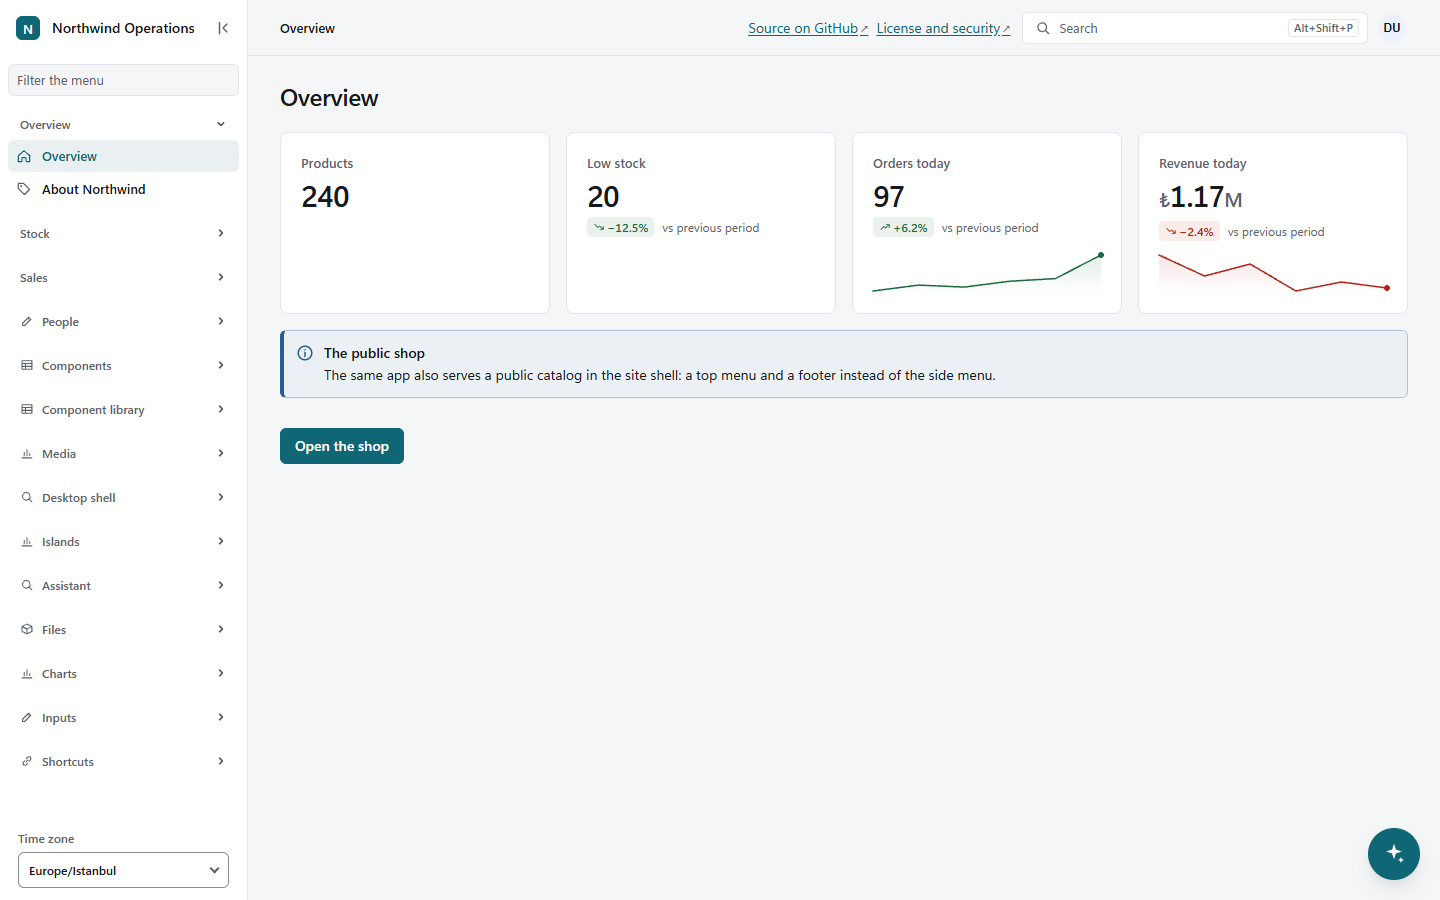 N Northwind Operations
Filter the menu
Overview
Overview
About Northwind
Stock
Sales
People
Components
Component library
Media
Desktop shell
Islands
Assistant
Files
Charts
Inputs
Shortcuts
Time zone
Europe/Istanbul
Overview
Source on GitHub↗ License and security↗
Search Alt+Shift+P
DU
Overview
Products
240
Low stock
20
−12.5% vs previous period
Orders today
97
+6.2% vs previous period
Revenue today
₺1.17M
−2.4% vs previous period
The public shop
The same app also serves a public catalog in the site shell: a top menu and a footer instead of the side menu.
Open the shop